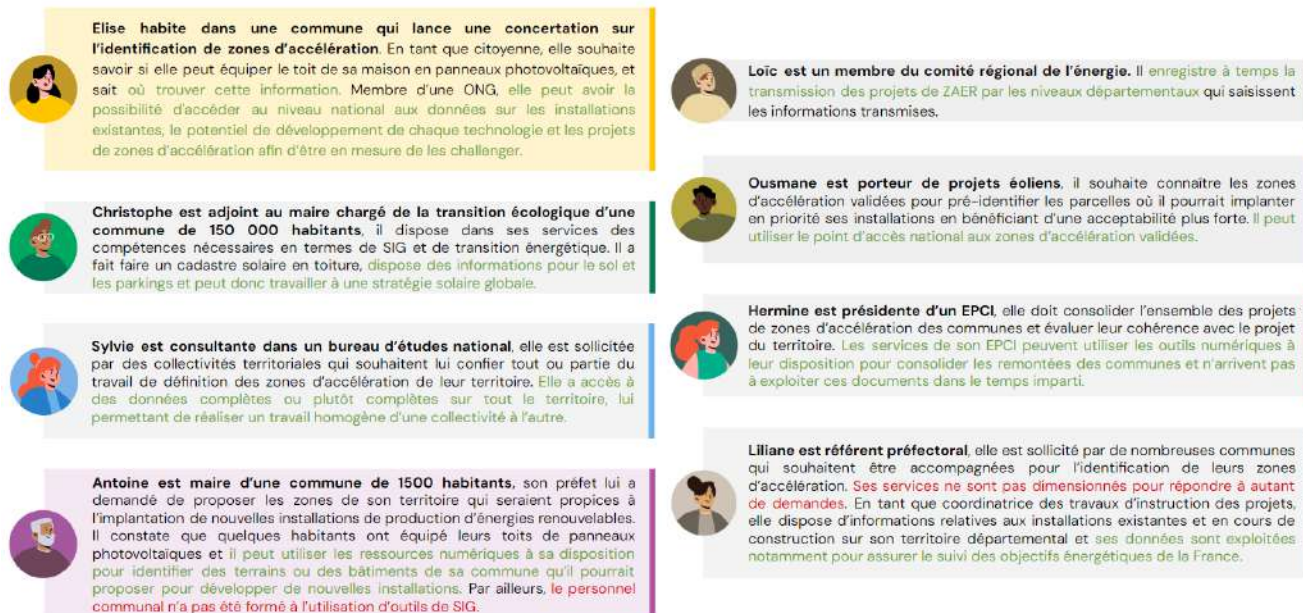 Elise habite dans une commune qui lance une concertation sur
l'identification de zones d'accélération. En tant que citoyenne, elle souhaite
savoir si elle peut équiper le toit de sa maison en panneaux photovoltaïques, et
sait où trouver cette information. Membre d'une ONG, elle peut avoir la
possibilité d'accéder au niveau national aux données sur les installations
existantes, le potentiel de développement de chaque technologie et les projets
de zones d'accélération afin d'être en mesure de les challenger.
Christophe est adjoint au maire chargé de la transition écologique d'une
commune de 150 000 habitants, il dispose dans ses services des
compétences nécessaires en termes de SIG et de transition énergétique. Il a
fait faire un cadastre solaire en toiture, dispose des informations pour le sol et
les parkings et peut donc travailler à une stratégie solaire globale.
Sylvie est consultante dans un bureau d'études national, elle est sollicitée
par des collectivités territoriales qui souhaitent lui confier tout ou partie du
travail de définition des zones d'accélération de leur territoire. Elle a accès à
des données complètes ou plutôt complètes sur tout le territoire, lui
permettant de réaliser un travail homogène d'une collectivité à l'autre.
Antoine est maire d'une commune de 1500 habitants, son préfet lui a
demandé de proposer les zones de son territoire qui seraient propices à
l'implantation de nouvelles installations de production d'énergies renouvelables.
Il constate que quelques habitants ont équipé leurs toits de panneaux
photovoltaïques et il peut utiliser les ressources numériques à sa disposition
pour identifier des terrains ou des bâtiments de sa commune qu'il pourrait
proposer pour développer de nouvelles installations. Par ailleurs, le personnel
communal n'a pas été formé à l'utilisation d'outils de SIG.
Loïc est un membre du comité régional de l'énergie. Il enregistre à temps la
transmission des projets de ZAER par les niveaux départementaux qui saisissent
les informations transmises.
Ousmane est porteur de projets éoliens, il souhaite connaître les zones
d'accélération validées pour pré-identifier les parcelles où il pourrait implanter
en priorité ses installations en bénéficiant d'une acceptabilité plus forte. Il peut
utiliser le point d'accès national aux zones d'accélération validées.
Hermine est présidente d'un EPCI, elle doit consolider l'ensemble des projets
de zones d'accélération des communes et évaluer leur cohérence avec le projet
du territoire. Les services de son EPCI peuvent utiliser les outils numériques à
leur disposition pour consolider les remontées des communes et n'arrivent pas
à exploiter ces documents dans le temps imparti.
Liliane est référent préfectoral, elle est sollicité par de nombreuses communes
qui souhaitent être accompagnées pour l'identification de leurs zones
d'accélération. Ses services ne sont pas dimensionnés pour répondre à autant
de demandes. En tant que coordinatrice des travaux d'instruction des projets,
elle dispose d'informations relatives aux installations existantes et en cours de
construction sur son territoire départemental et ses données sont exploitées
notamment pour assurer le suivi des objectifs énergétiques de la France.